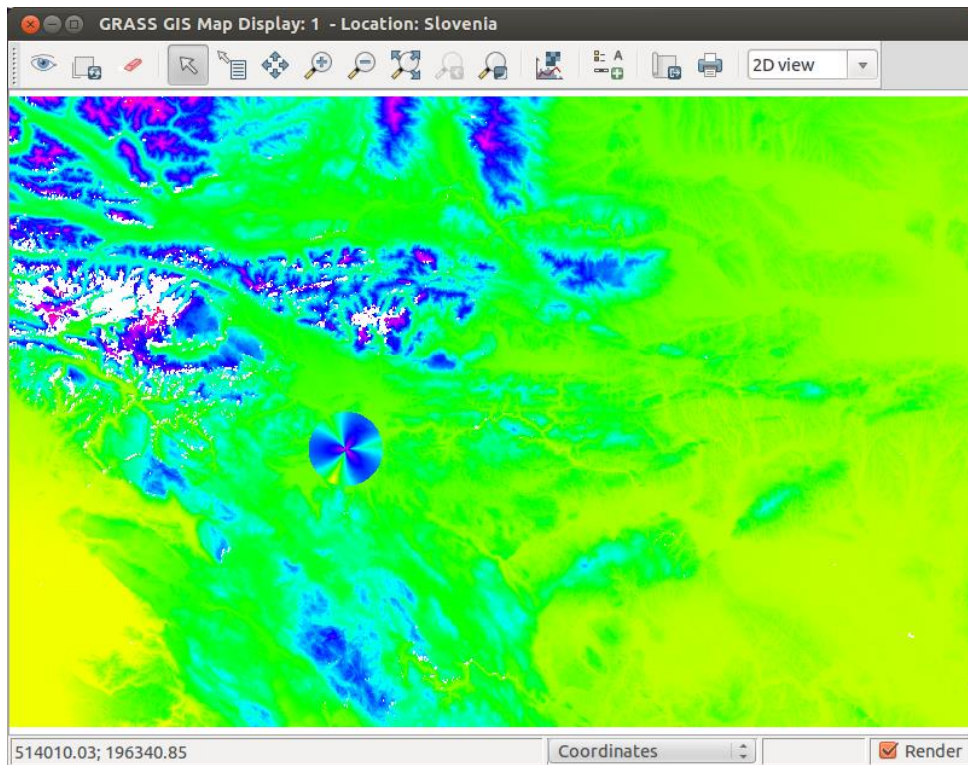 GRASS GIS Map Display: 1 - Location: Slovenia
A
2D view
514010.03; 196340.85
Coordinates
Render